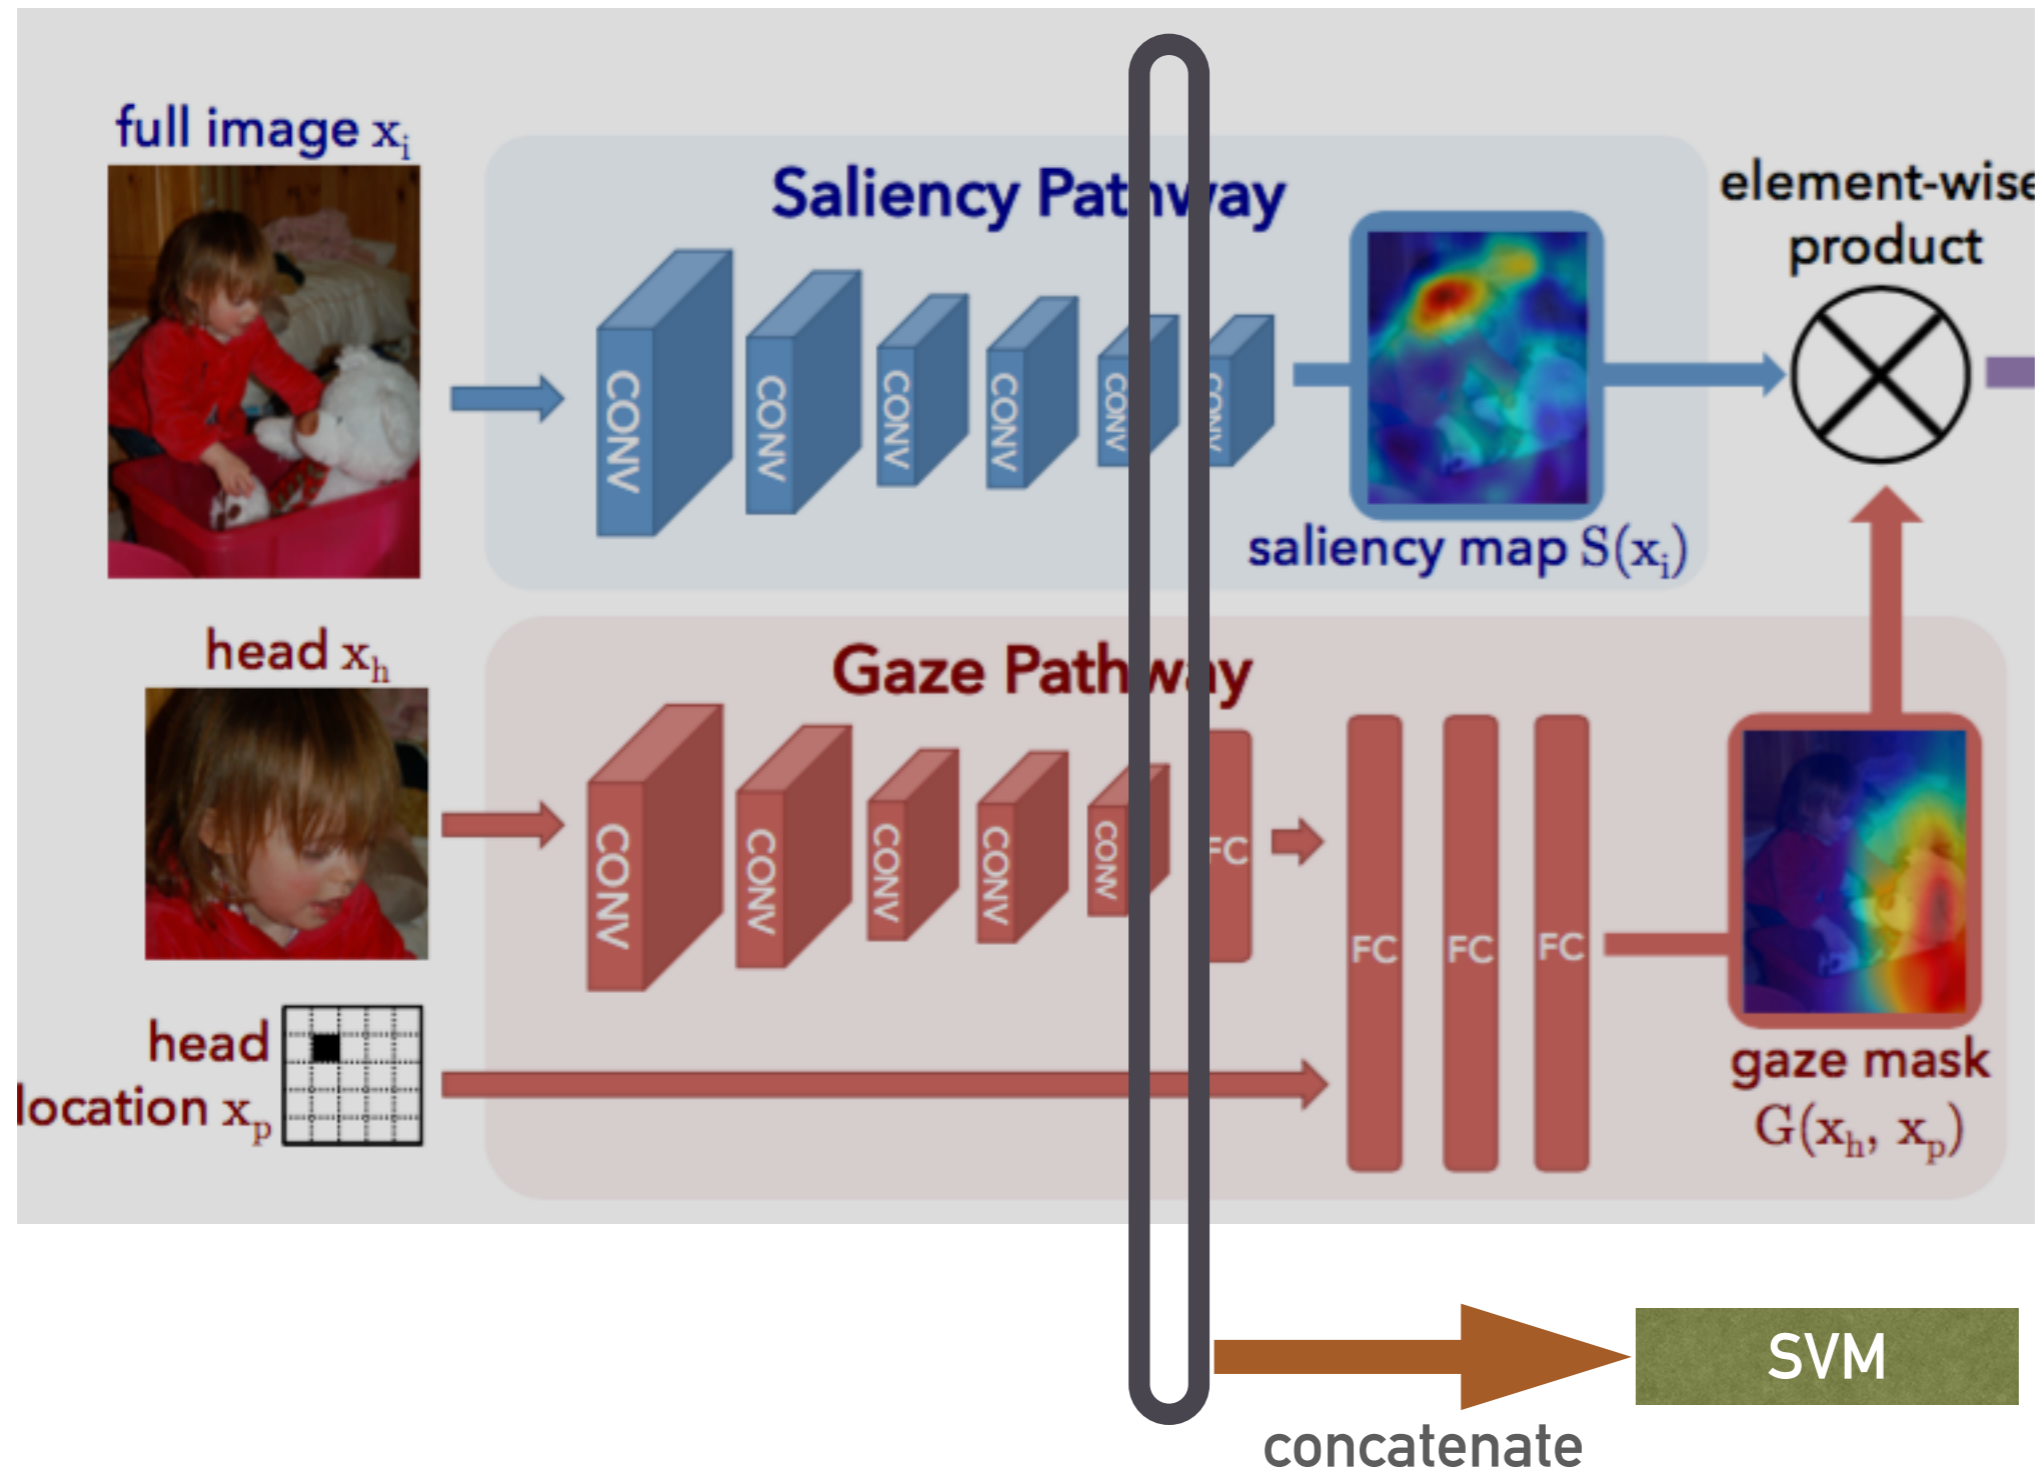 full image xᵢ
Saliency Pathway
element-wise
product
CONV
CONV
CONV
CONV
CONV
CONV
saliency map S(xᵢ)
head xₕ
Gaze Pathway
CONV
CONV
CONV
CONV
CONV
FC
FC
FC
FC
head
location xₚ
gaze mask
G(xₕ, xₚ)
SVM
concatenate